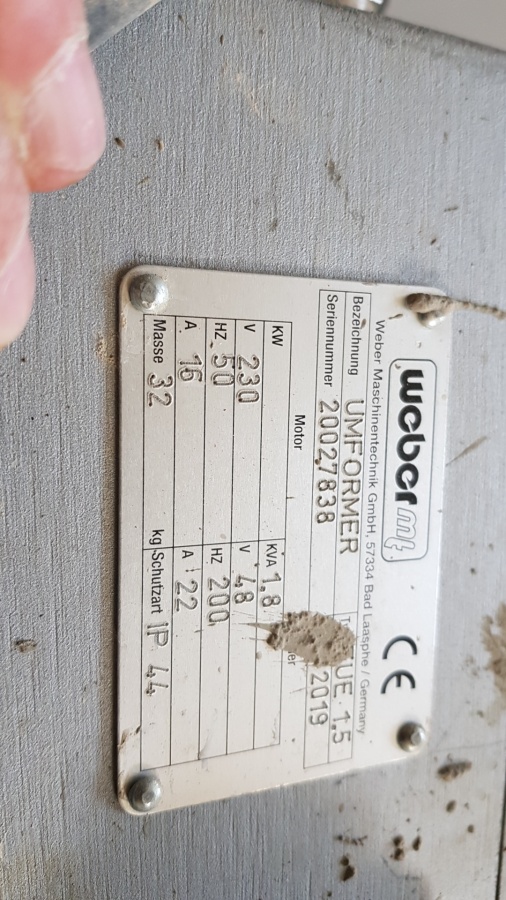 weber mt CE
Weber Maschinentechnik GmbH, 57334 Bad Laasphe / Germany
Bezeichnung UMFORMER UE 1.5
Seriennummer 20027838 2019
Motor
KW KVA 1.8
V 230 V 48
HZ 50 HZ 200
A 16 A 22
Masse 32 kg Schutzart IP 44